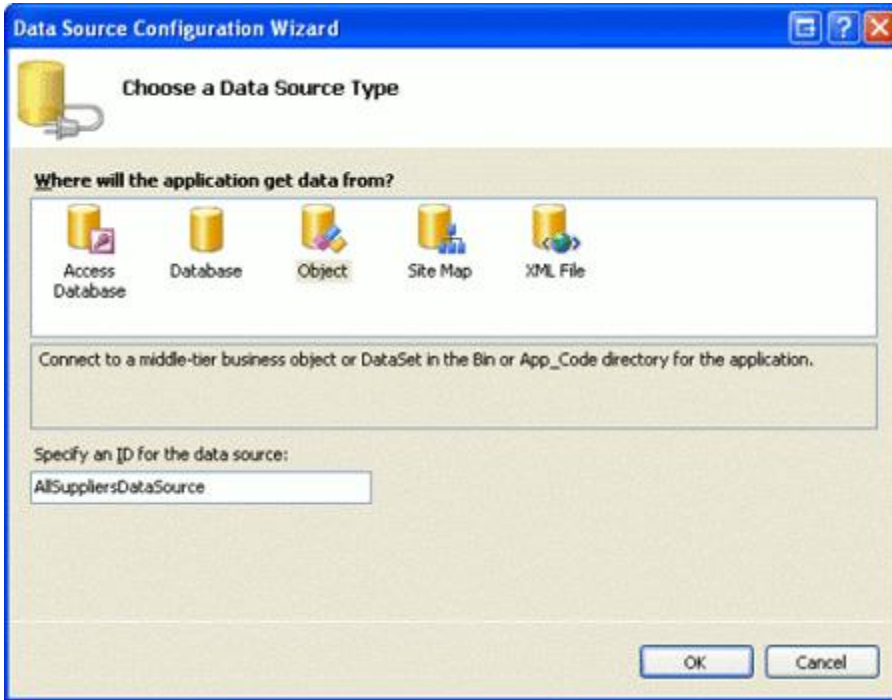 Data Source Configuration Wizard
Choose a Data Source Type
Where will the application get data from?
Access Database
Database
Object
Site Map
XML File
Connect to a middle-tier business object or DataSet in the Bin or App_Code directory for the application.
Specify an ID for the data source:
AllSuppliersDataSource
OK
Cancel